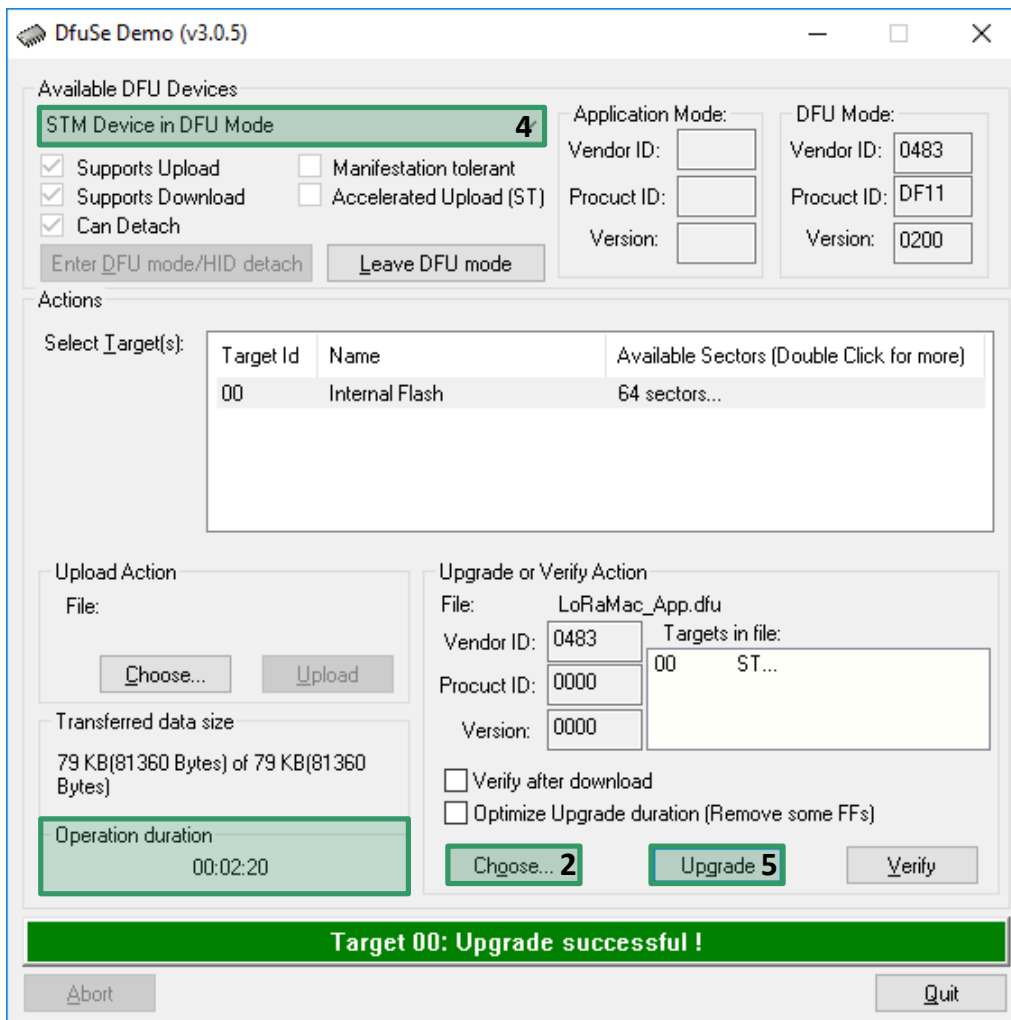 DfuSe Demo (v3.0.5)
Available DFU Devices
STM Device in DFU Mode 4
Supports Upload
Manifestation tolerant
Supports Download
Accelerated Upload (ST)
Can Detach
Enter DFU mode/HID detach
Leave DFU mode
Application Mode:
Vendor ID:
Procuct ID:
Version:
DFU Mode:
Vendor ID: 0483
Procuct ID: DF11
Version: 0200
Actions
Select Target(s):
Target Id Name Available Sectors (Double Click for more)
00 Internal Flash 64 sectors...
Upload Action
File:
Choose...
Upload
Transferred data size
79 KB(81360 Bytes) of 79 KB(81360
Bytes)
Operation duration
00:02:20
Upgrade or Verify Action
File: LoRaMac_App.dfu
Vendor ID: 0483
Procuct ID: 0000
Version: 0000
Targets in file:
00 ST...
Verify after download
Optimize Upgrade duration (Remove some FFs)
Choose... 2
Upgrade 5
Verify
Target 00: Upgrade successful !
Abort
Quit